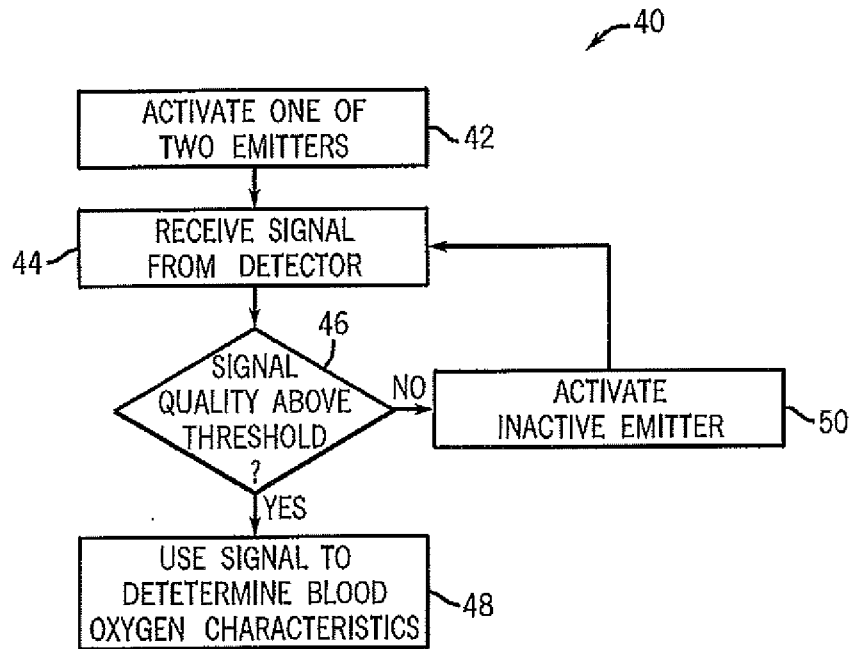 40
ACTIVATE ONE OF
TWO EMITTERS
42
RECEIVE SIGNAL
FROM DETECTOR
44
46
SIGNAL
QUALITY ABOVE
THRESHOLD
?
NO
ACTIVATE
INACTIVE EMITTER
50
YES
USE SIGNAL TO
DETETERMINE BLOOD
OXYGEN CHARACTERISTICS
48